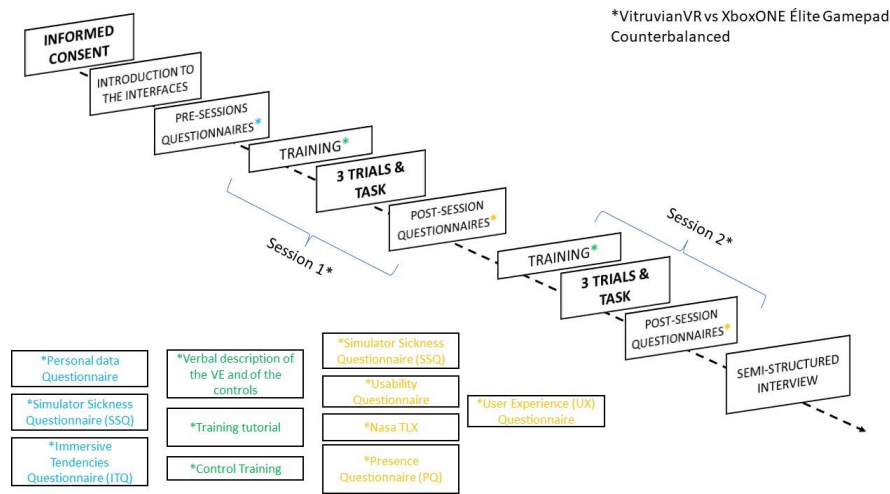 *VitruvianVR vs XboxONE Élite Gamepad
Counterbalanced
INFORMED
CONSENT
INTRODUCTION TO
THE INTERFACES
PRE-SESSIONS
QUESTIONNAIRES*
TRAINING*
3 TRIALS &
TASK
POST-SESSION
QUESTIONNAIRES*
Session 1*
TRAINING*
3 TRIALS &
TASK
POST-SESSION
QUESTIONNAIRES*
Session 2*
SEMI-STRUCTURED
INTERVIEW
*Personal data
Questionnaire
*Simulator Sickness
Questionnaire (SSQ)
*Immersive
Tendencies
Questionnaire (ITQ)
*Verbal description of
the VE and of the
controls
*Training tutorial
*Control Training
*Simulator Sickness
Questionnaire (SSQ)
*Usability
Questionnaire
*Nasa TLX
*Presence
Questionnaire (PQ)
*User Experience (UX)
Questionnaire